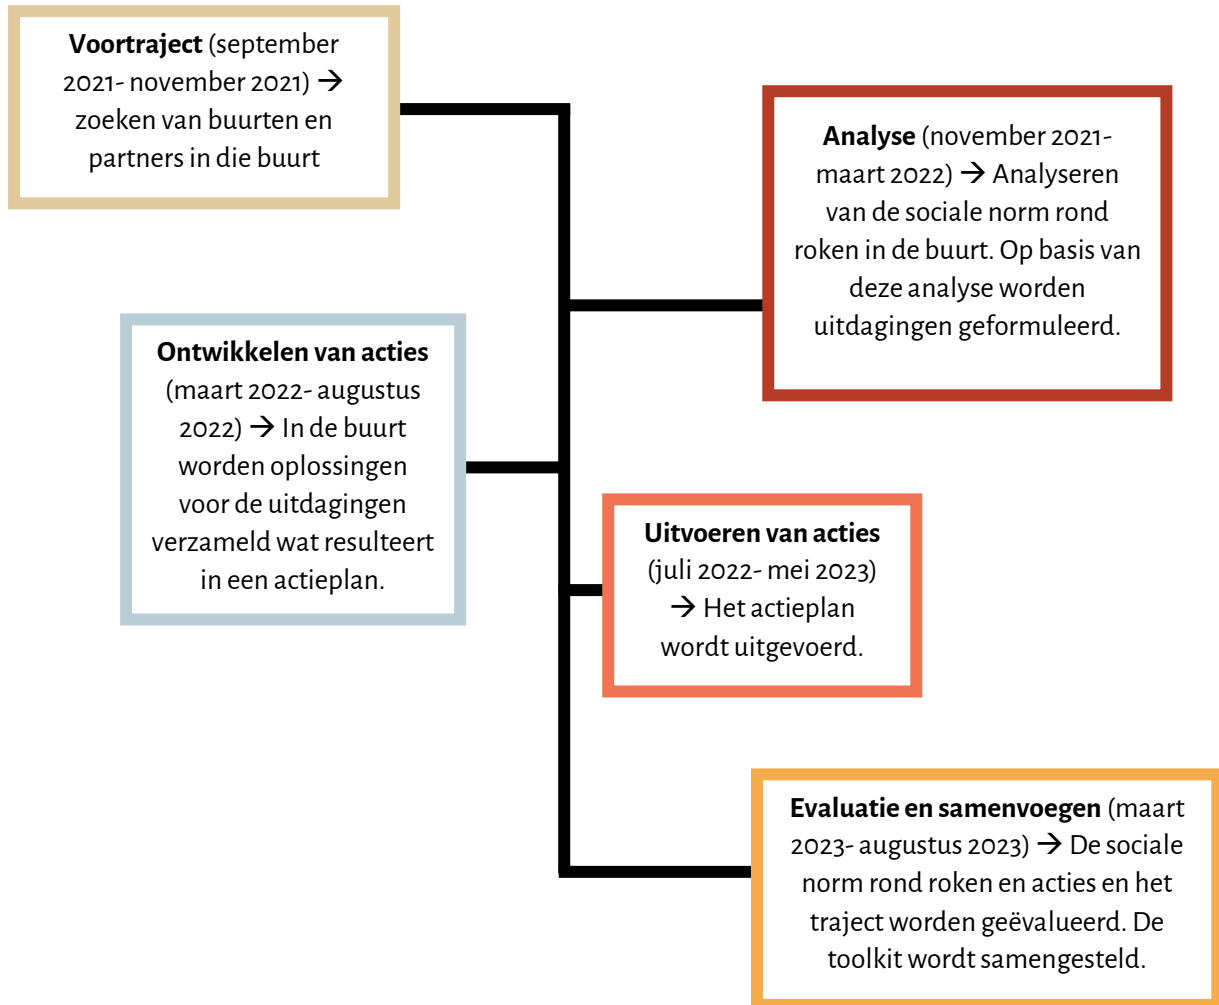 Voortraject (september
2021- november 2021) →
zoeken van buurten en
partners in die buurt
Analyse (november 2021-
maart 2022) → Analyseren
van de sociale norm rond
roken in de buurt. Op basis van
deze analyse worden
uitdagingen geformuleerd.
Ontwikkelen van acties
(maart 2022- augustus
2022) → In de buurt
worden oplossingen
voor de uitdagingen
verzameld wat resulteert
in een actieplan.
Uitvoeren van acties
(juli 2022- mei 2023)
→ Het actieplan
wordt uitgevoerd.
Evaluatie en samenvoegen (maart
2023- augustus 2023) → De sociale
norm rond roken en acties en het
traject worden geëvalueerd. De
toolkit wordt samengesteld.